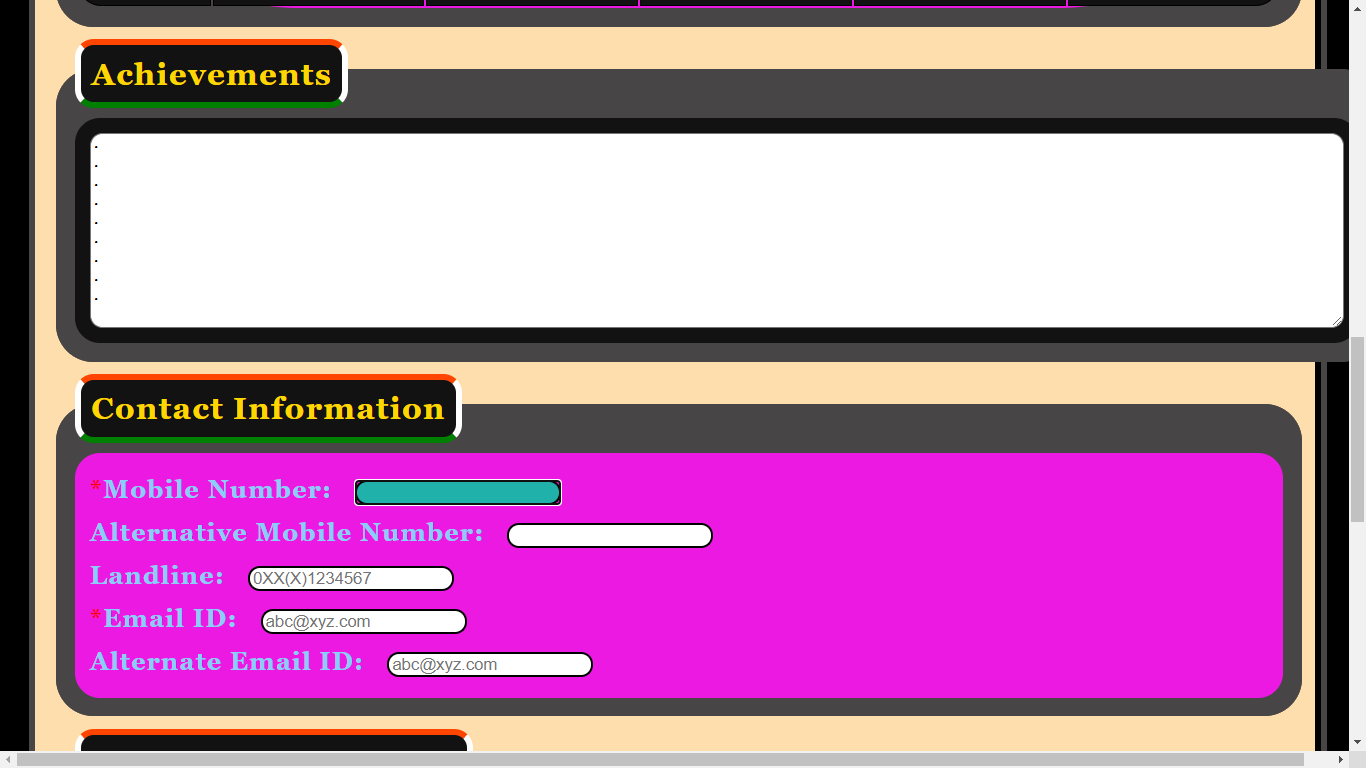 Achievements
.
.
.
.
.
.
.
.
.
Contact Information
*Mobile Number:
Alternative Mobile Number:
Landline: 0XX(X)1234567
*Email ID: abc@xyz.com
Alternate Email ID: abc@xyz.com